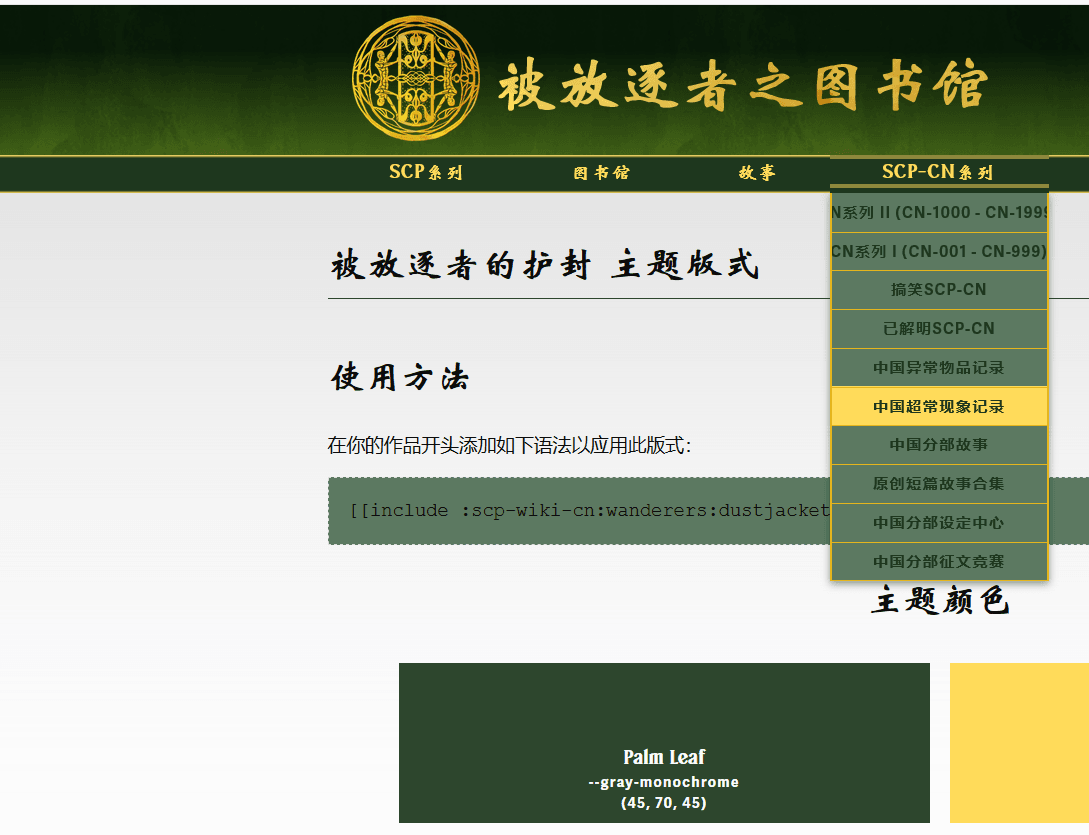 被放逐者之图书馆
SCP系列 图书馆 故事 SCP-CN系列
N系列 II (CN-1000 - CN-1999
CN系列 I (CN-001 - CN-999)
搞笑SCP-CN
已解明SCP-CN
中国异常物品记录
中国超常现象记录
中国分部故事
原创短篇故事合集
中国分部设定中心
中国分部征文竞赛
被放逐者的护封 主题版式
使用方法
在你的作品开头添加如下语法以应用此版式：
[[include :scp-wiki-cn:wanderers:dustjacket
主题颜色
Palm Leaf
--gray-monochrome
(45, 70, 45)